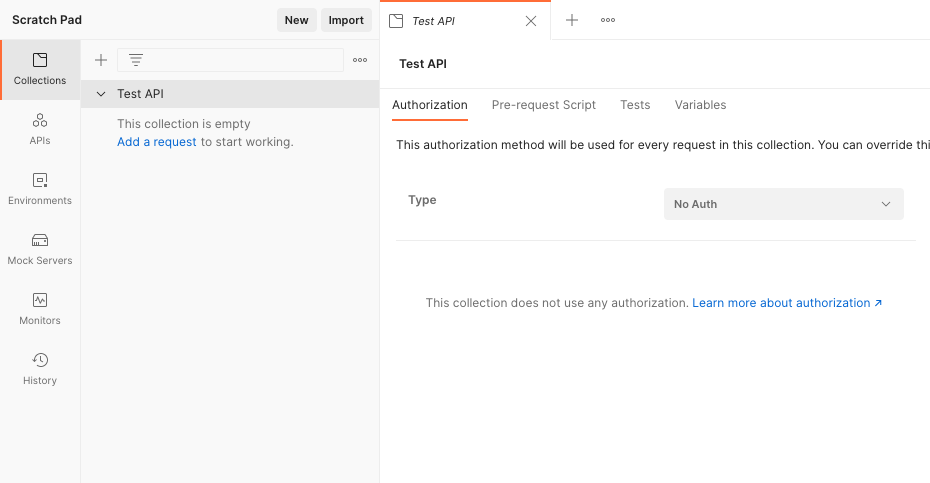 Scratch Pad
New
Import
Test API
Collections
APIs
Environments
Mock Servers
Monitors
History
Test API
This collection is empty
Add a request to start working.
Test API
Authorization
Pre-request Script
Tests
Variables
This authorization method will be used for every request in this collection. You can override thi
Type
No Auth
This collection does not use any authorization. Learn more about authorization ↗